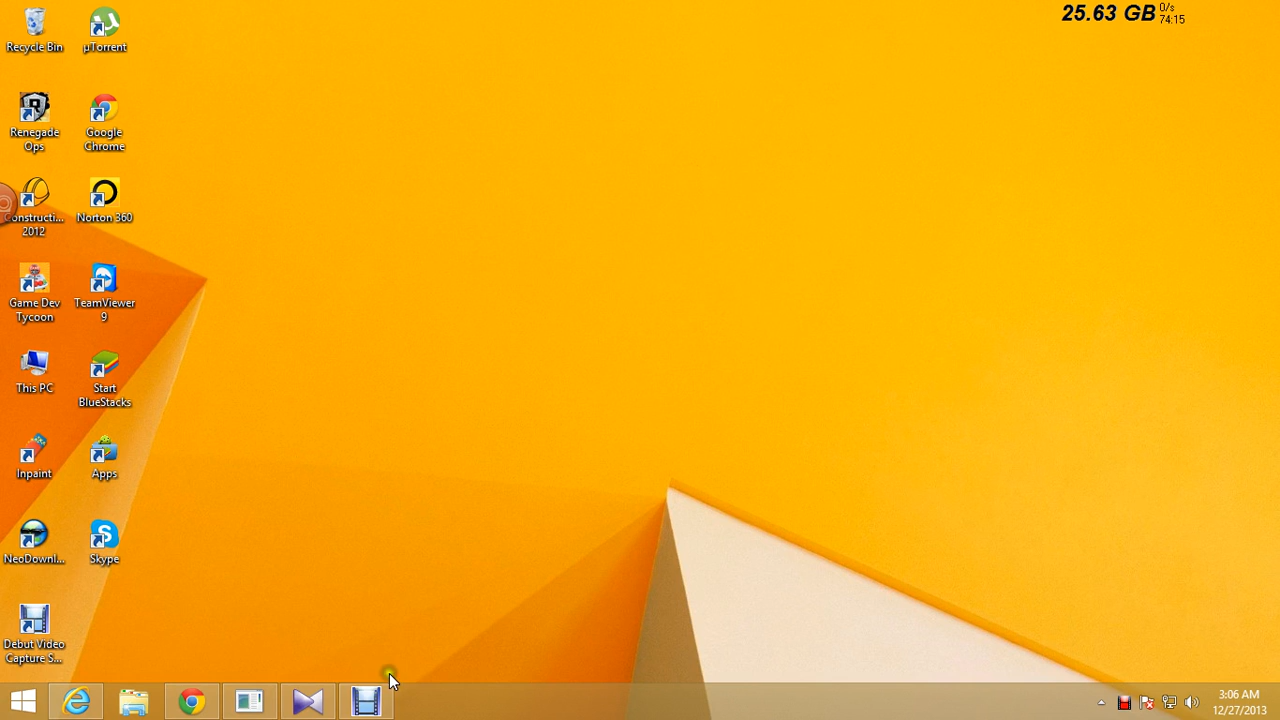 25.63 GB
0/s
74:15
Recycle Bin
µTorrent
Renegade
Ops
Google
Chrome
Constructi...
2012
Norton 360
Game Dev
Tycoon
TeamViewer
9
This PC
Start
BlueStacks
Inpaint
Apps
NeoDownl...
Skype
Debut Video
Capture S...
3:06 AM
12/27/2013